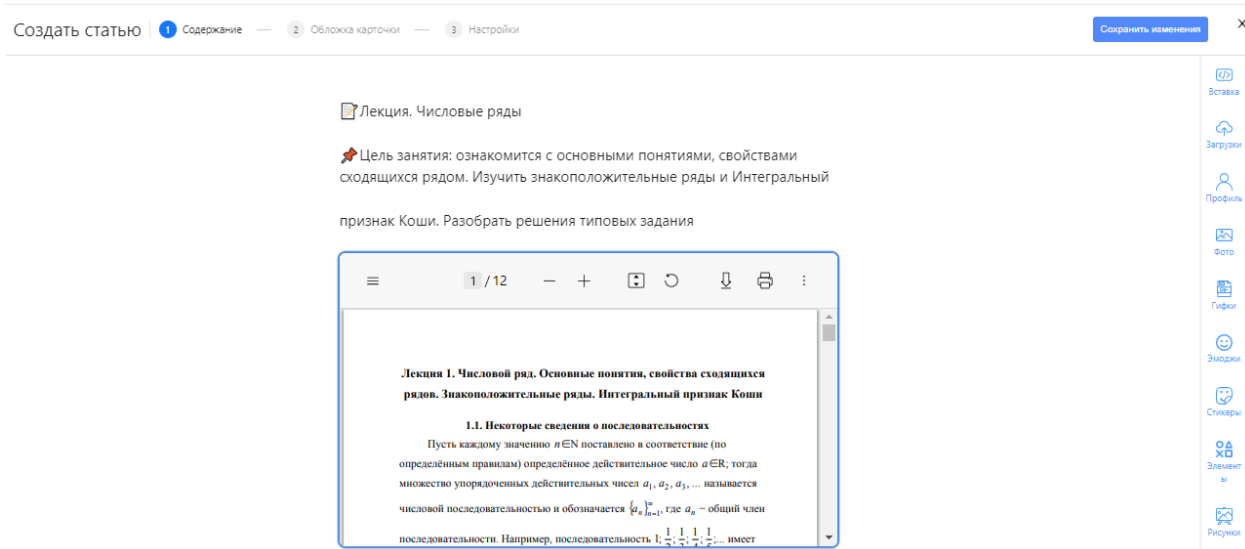 Создать статью 1 Содержание — 2 Обложка карточки — 3 Настройки Сохранить изменения X
📝Лекция. Числовые ряды
📌Цель занятия: ознакомится с основными понятиями, свойствами
сходящихся рядом. Изучить знакоположительные ряды и Интегральный
признак Коши. Разобрать решения типовых задания
1 / 12
Лекция 1. Числовой ряд. Основные понятия, свойства сходящихся
рядов. Знакоположительные ряды. Интегральный признак Коши
1.1. Некоторые сведения о последовательностях
Пусть каждому значению n∈N поставлено в соответствие (по
определённым правилам) определённое действительное число a∈R; тогда
множество упорядоченных действительных чисел a₁, a₂, a₃, ... называется
числовой последовательностью и обозначается {aₙ}ₙ₌₁^∞, где aₙ − общий член
последовательности. Например, последовательность 1; имеет
Вставка
Загрузки
Профиль
Фото
Гифки
Эмоджи
Стикеры
Элемент
ы
Рисунки